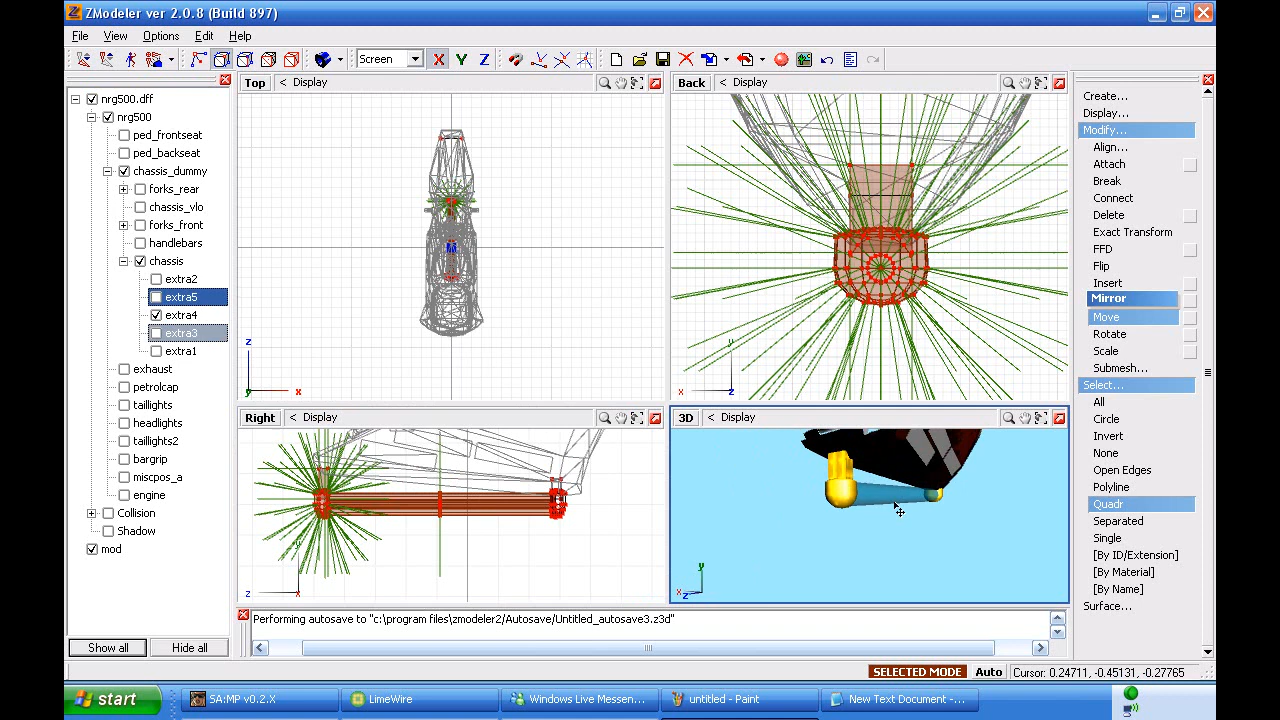 ZModeler ver 2.0.8 (Build 897)
File View Options Edit Help
Screen X Y Z
nrg500.dff
nrg500
ped_frontseat
ped_backseat
chassis_dummy
forks_rear
chassis_vlo
forks_front
handlebars
chassis
extra2
extra5
extra4
extra3
extra1
exhaust
petrolcap
taillights
headlights
taillights2
bargrip
miscpos_a
engine
Collision
Shadow
mod
Show all Hide all
Top < Display
z
y x
Back < Display
y
x z
Right < Display
y
z x
3D < Display
y
x z
Create...
Display...
Modify...
Align...
Attach
Break
Connect
Delete
Exact Transform
FFD
Flip
Insert
Mirror
Move
Rotate
Scale
Submesh...
Select...
All
Circle
Invert
None
Open Edges
Polyline
Quadr
Separated
Single
[By ID/Extension]
[By Material]
[By Name]
Surface...
Performing autosave to "c:\program files\zmodeler2/Autosave/Untitled_autosave3.z3d"
SELECTED MODE Auto Cursor: 0.24711, -0.45131, -0.27765
start SA:MP v0.2.X LimeWire Windows Live Messen... untitled - Paint New Text Document -...